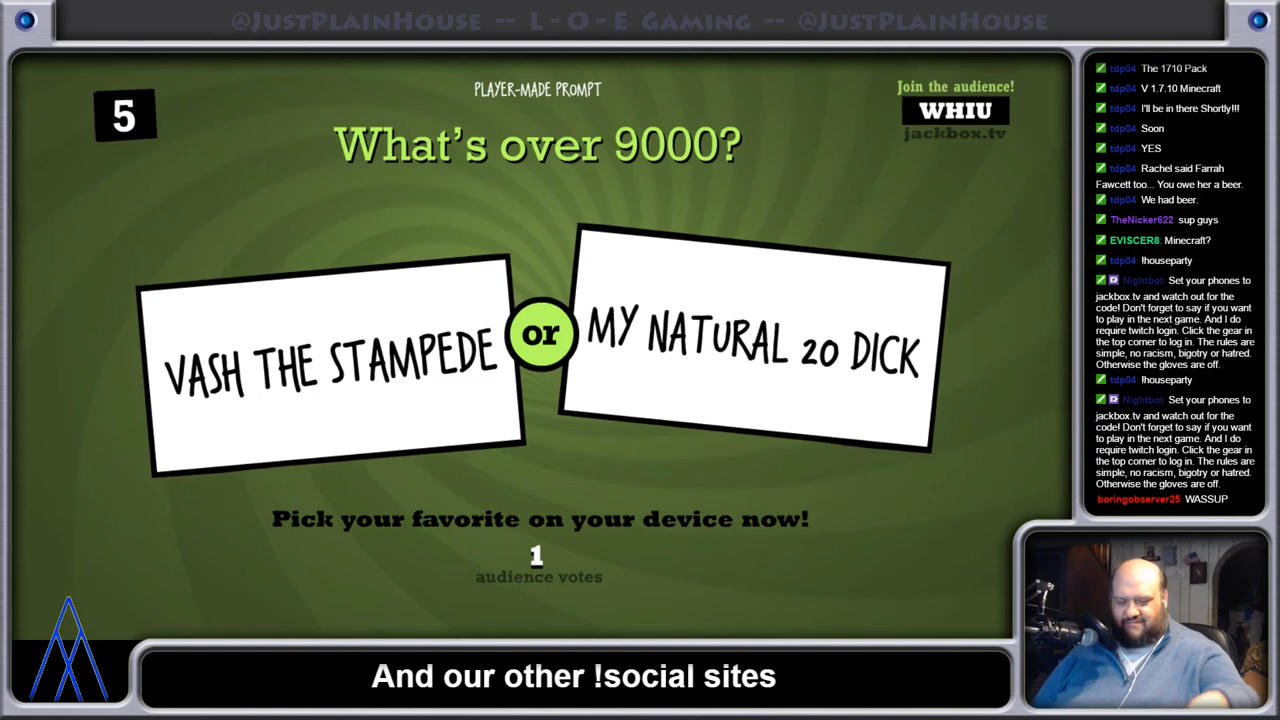 @JustPlainHouse -- L - O - E Gaming -- @JustPlainHouse
5
PLAYER-MADE PROMPT
What's over 9000?
Join the audience!
WHIU
jackbox.tv
VASH THE STAMPEDE
or
MY NATURAL 20 DICK
Pick your favorite on your device now!
1
audience votes
And our other !social sites
tdp04 The 1710 Pack
tdp04 V 1.7.10 Minecraft
tdp04 I'll be in there Shortly!!!
tdp04 Soon
tdp04 YES
tdp04 Rachel said Farrah
Fawcett too... You owe her a beer.
tdp04 We had beer.
TheNicker622 sup guys
EVISCER8: Minecraft?
tdp04 !houseparty
Nightbot: Set your phones to
jackbox.tv and watch out for the
code! Don't forget to say if you want
to play in the next game. And I do
require twitch login. Click the gear in
the top corner to log in. The rules are
simple, no racism, bigotry or hatred.
Otherwise the gloves are off.
tdp04 !houseparty
Nightbot: Set your phones to
jackbox.tv and watch out for the
code! Don't forget to say if you want
to play in the next game. And I do
require twitch login. Click the gear in
the top corner to log in. The rules are
simple, no racism, bigotry or hatred.
Otherwise the gloves are off.
boringobserver25 WASSUP